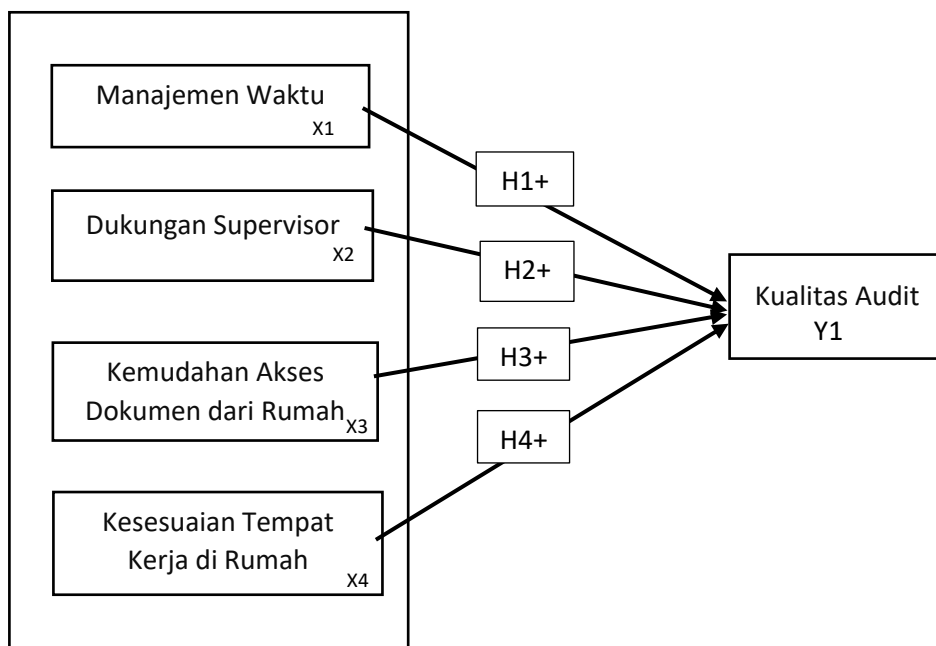 Manajemen Waktu
X1
H1+
Dukungan Supervisor
X2
H2+
Kualitas Audit
Y1
Kemudahan Akses
Dokumen dari Rumah
X3
H3+
H4+
Kesesuaian Tempat
Kerja di Rumah
X4